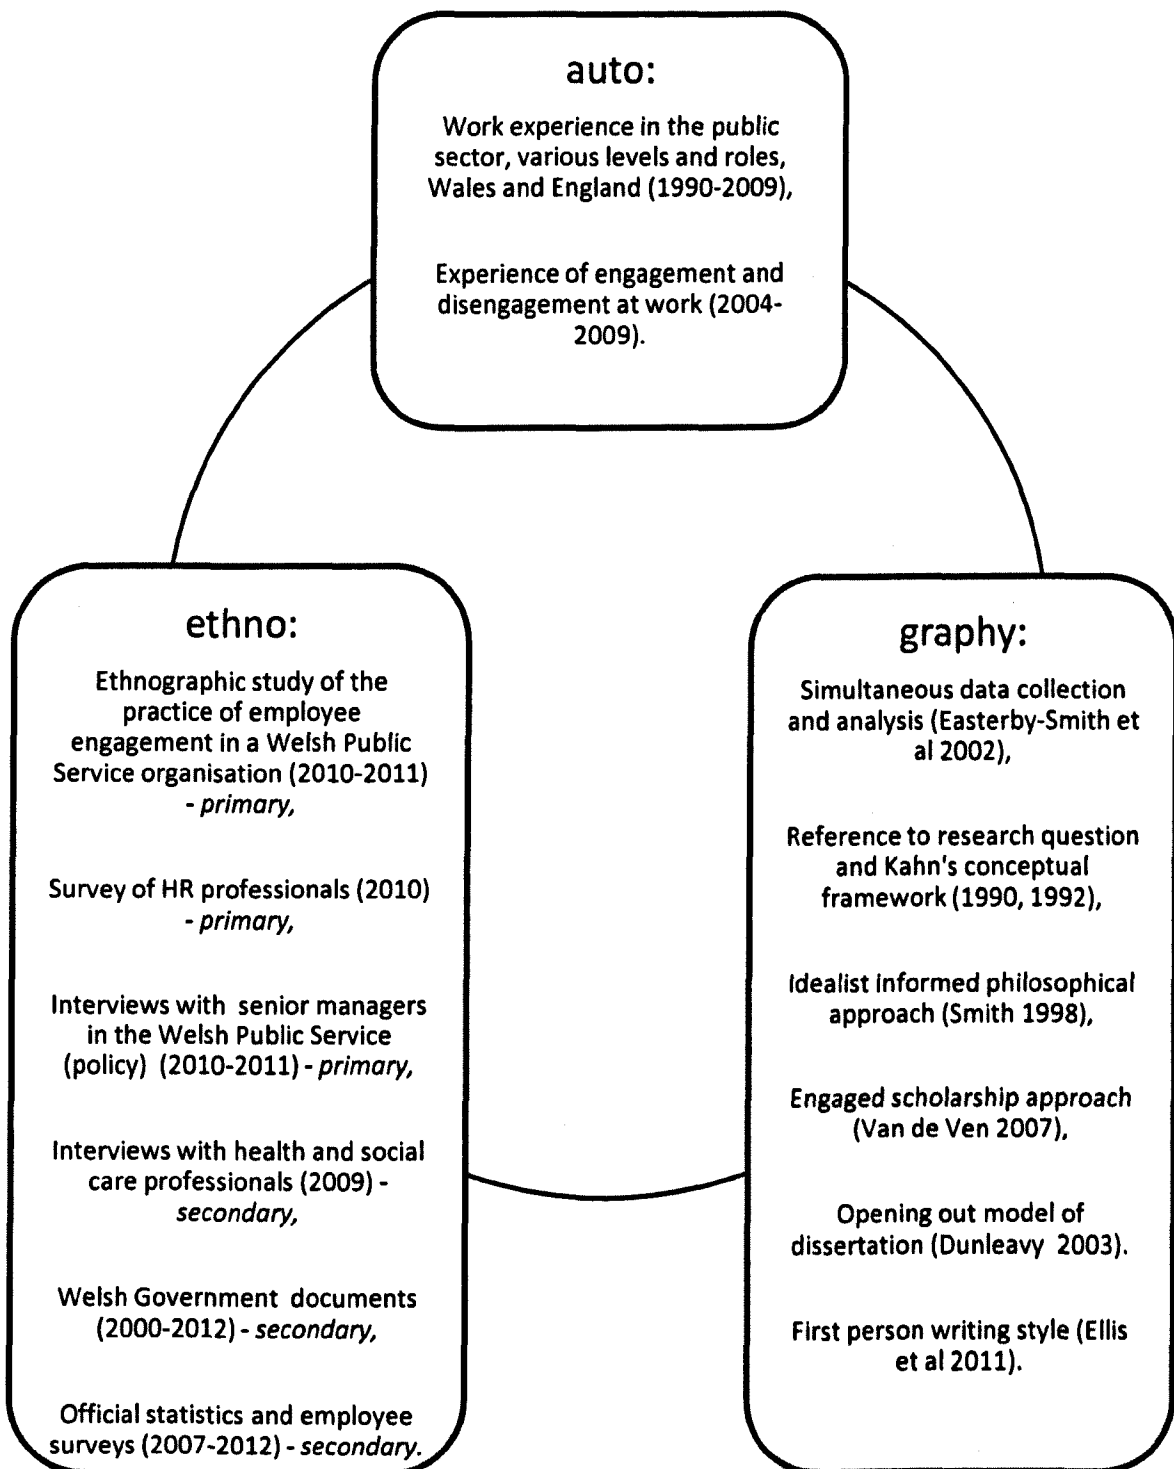 auto:
Work experience in the public
sector, various levels and roles,
Wales and England (1990-2009),
Experience of engagement and
disengagement at work (2004-
2009).
ethno:
Ethnographic study of the
practice of employee
engagement in a Welsh Public
Service organisation (2010-2011)
- primary,
Survey of HR professionals (2010)
- primary,
Interviews with senior managers
in the Welsh Public Service
(policy) (2010-2011) - primary,
Interviews with health and social
care professionals (2009) -
secondary,
Welsh Government documents
(2000-2012) - secondary,
Official statistics and employee
surveys (2007-2012) - secondary.
graphy:
Simultaneous data collection
and analysis (Easterby-Smith et
al 2002),
Reference to research question
and Kahn's conceptual
framework (1990, 1992),
Idealist informed philosophical
approach (Smith 1998),
Engaged scholarship approach
(Van de Ven 2007),
Opening out model of
dissertation (Dunleavy 2003).
First person writing style (Ellis
et al 2011).